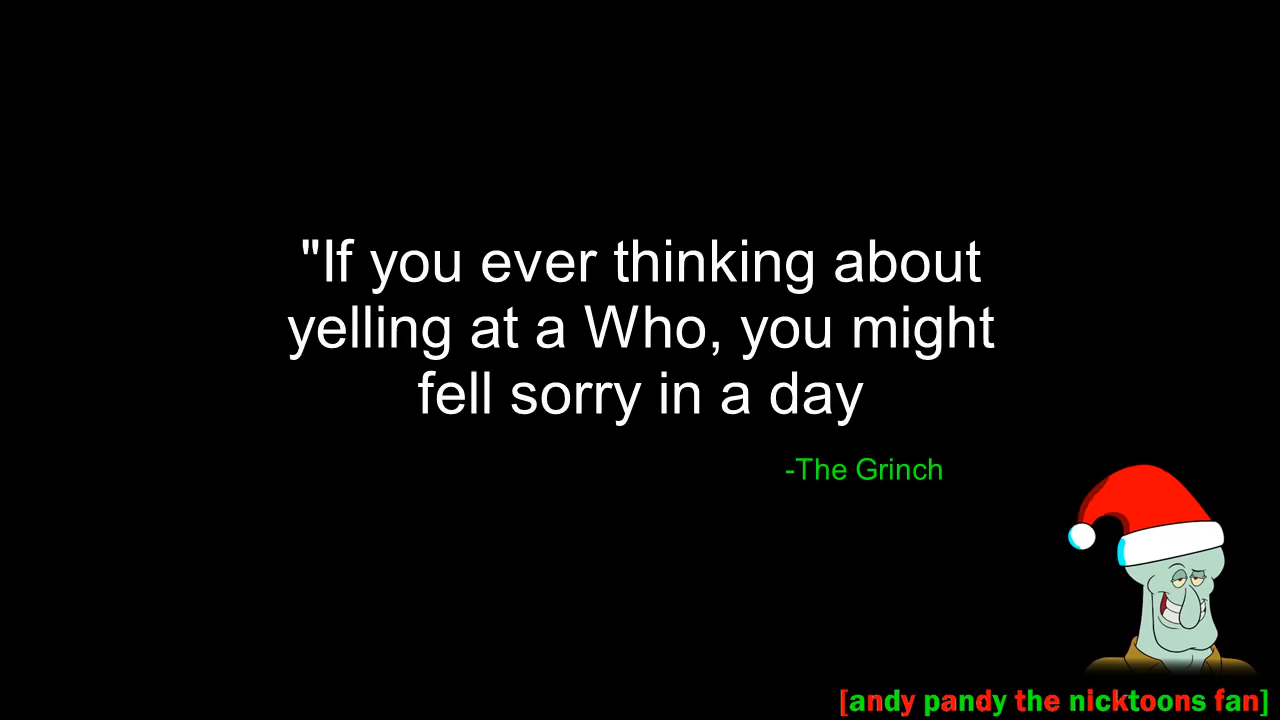 "If you ever thinking about
yelling at a Who, you might
fell sorry in a day
-The Grinch
[andy pandy the nicktoons fan]